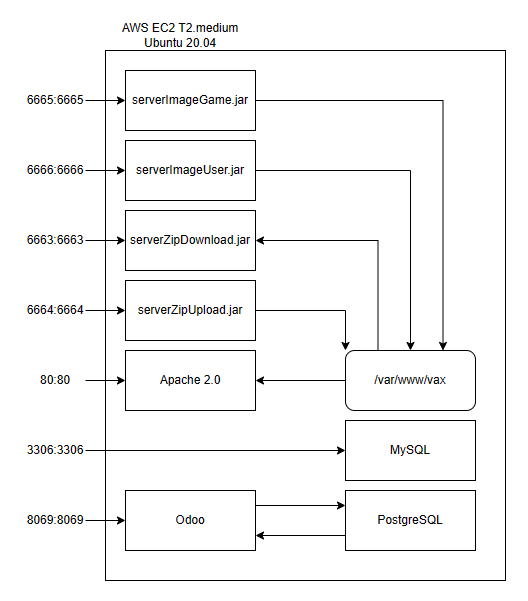 AWS EC2 T2.medium
Ubuntu 20.04
6665:6665
serverImageGame.jar
6666:6666
serverImageUser.jar
6663:6663
serverZipDownload.jar
6664:6664
serverZipUpload.jar
80:80
Apache 2.0
/var/www/vax
3306:3306
MySQL
8069:8069
Odoo
PostgreSQL